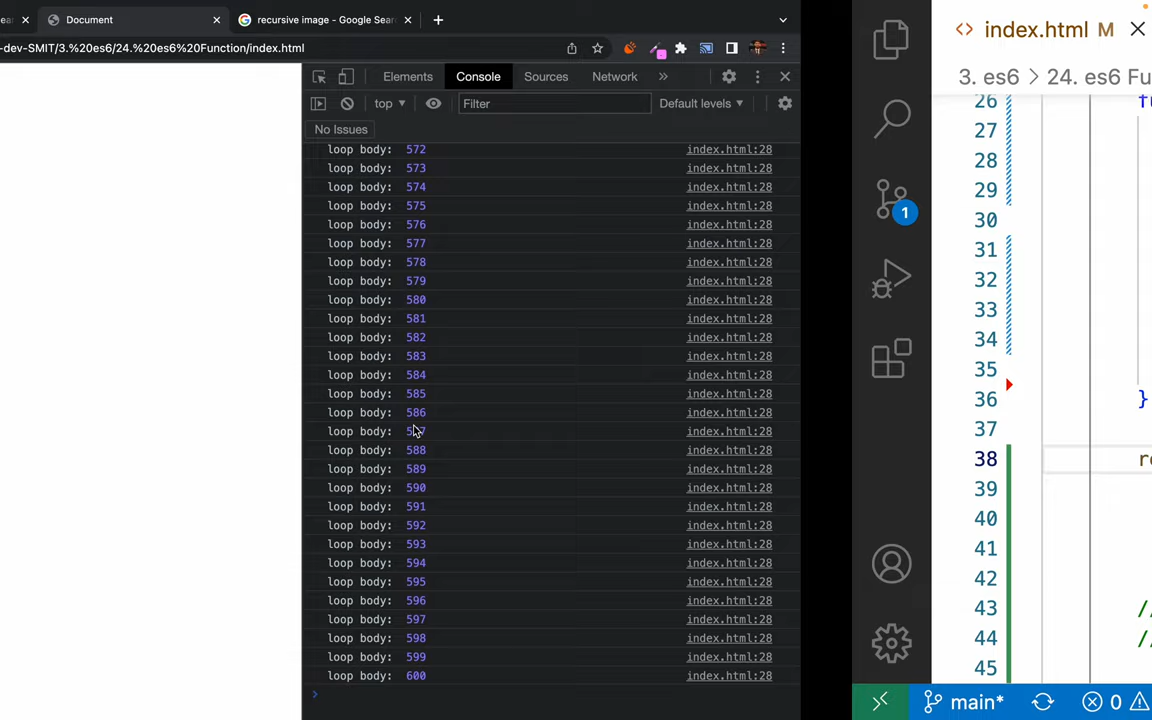 ear
Document
recursive image - Google Sear
-dev-SMIT/3.%20es6/24.%20es6%20Function/index.html
Elements
Console
Sources
Network
top
Filter
Default levels
No Issues
loop body: 572 index.html:28
loop body: 573 index.html:28
loop body: 574 index.html:28
loop body: 575 index.html:28
loop body: 576 index.html:28
loop body: 577 index.html:28
loop body: 578 index.html:28
loop body: 579 index.html:28
loop body: 580 index.html:28
loop body: 581 index.html:28
loop body: 582 index.html:28
loop body: 583 index.html:28
loop body: 584 index.html:28
loop body: 585 index.html:28
loop body: 586 index.html:28
loop body: 587 index.html:28
loop body: 588 index.html:28
loop body: 589 index.html:28
loop body: 590 index.html:28
loop body: 591 index.html:28
loop body: 592 index.html:28
loop body: 593 index.html:28
loop body: 594 index.html:28
loop body: 595 index.html:28
loop body: 596 index.html:28
loop body: 597 index.html:28
loop body: 598 index.html:28
loop body: 599 index.html:28
loop body: 600 index.html:28
1
index.html M
3. es6 > 24. es6 Fu
26
27
28
29
30
31
32
33
34
35
36 }
37
38
39
40
41
42
43 //
44 //
45
main*
0